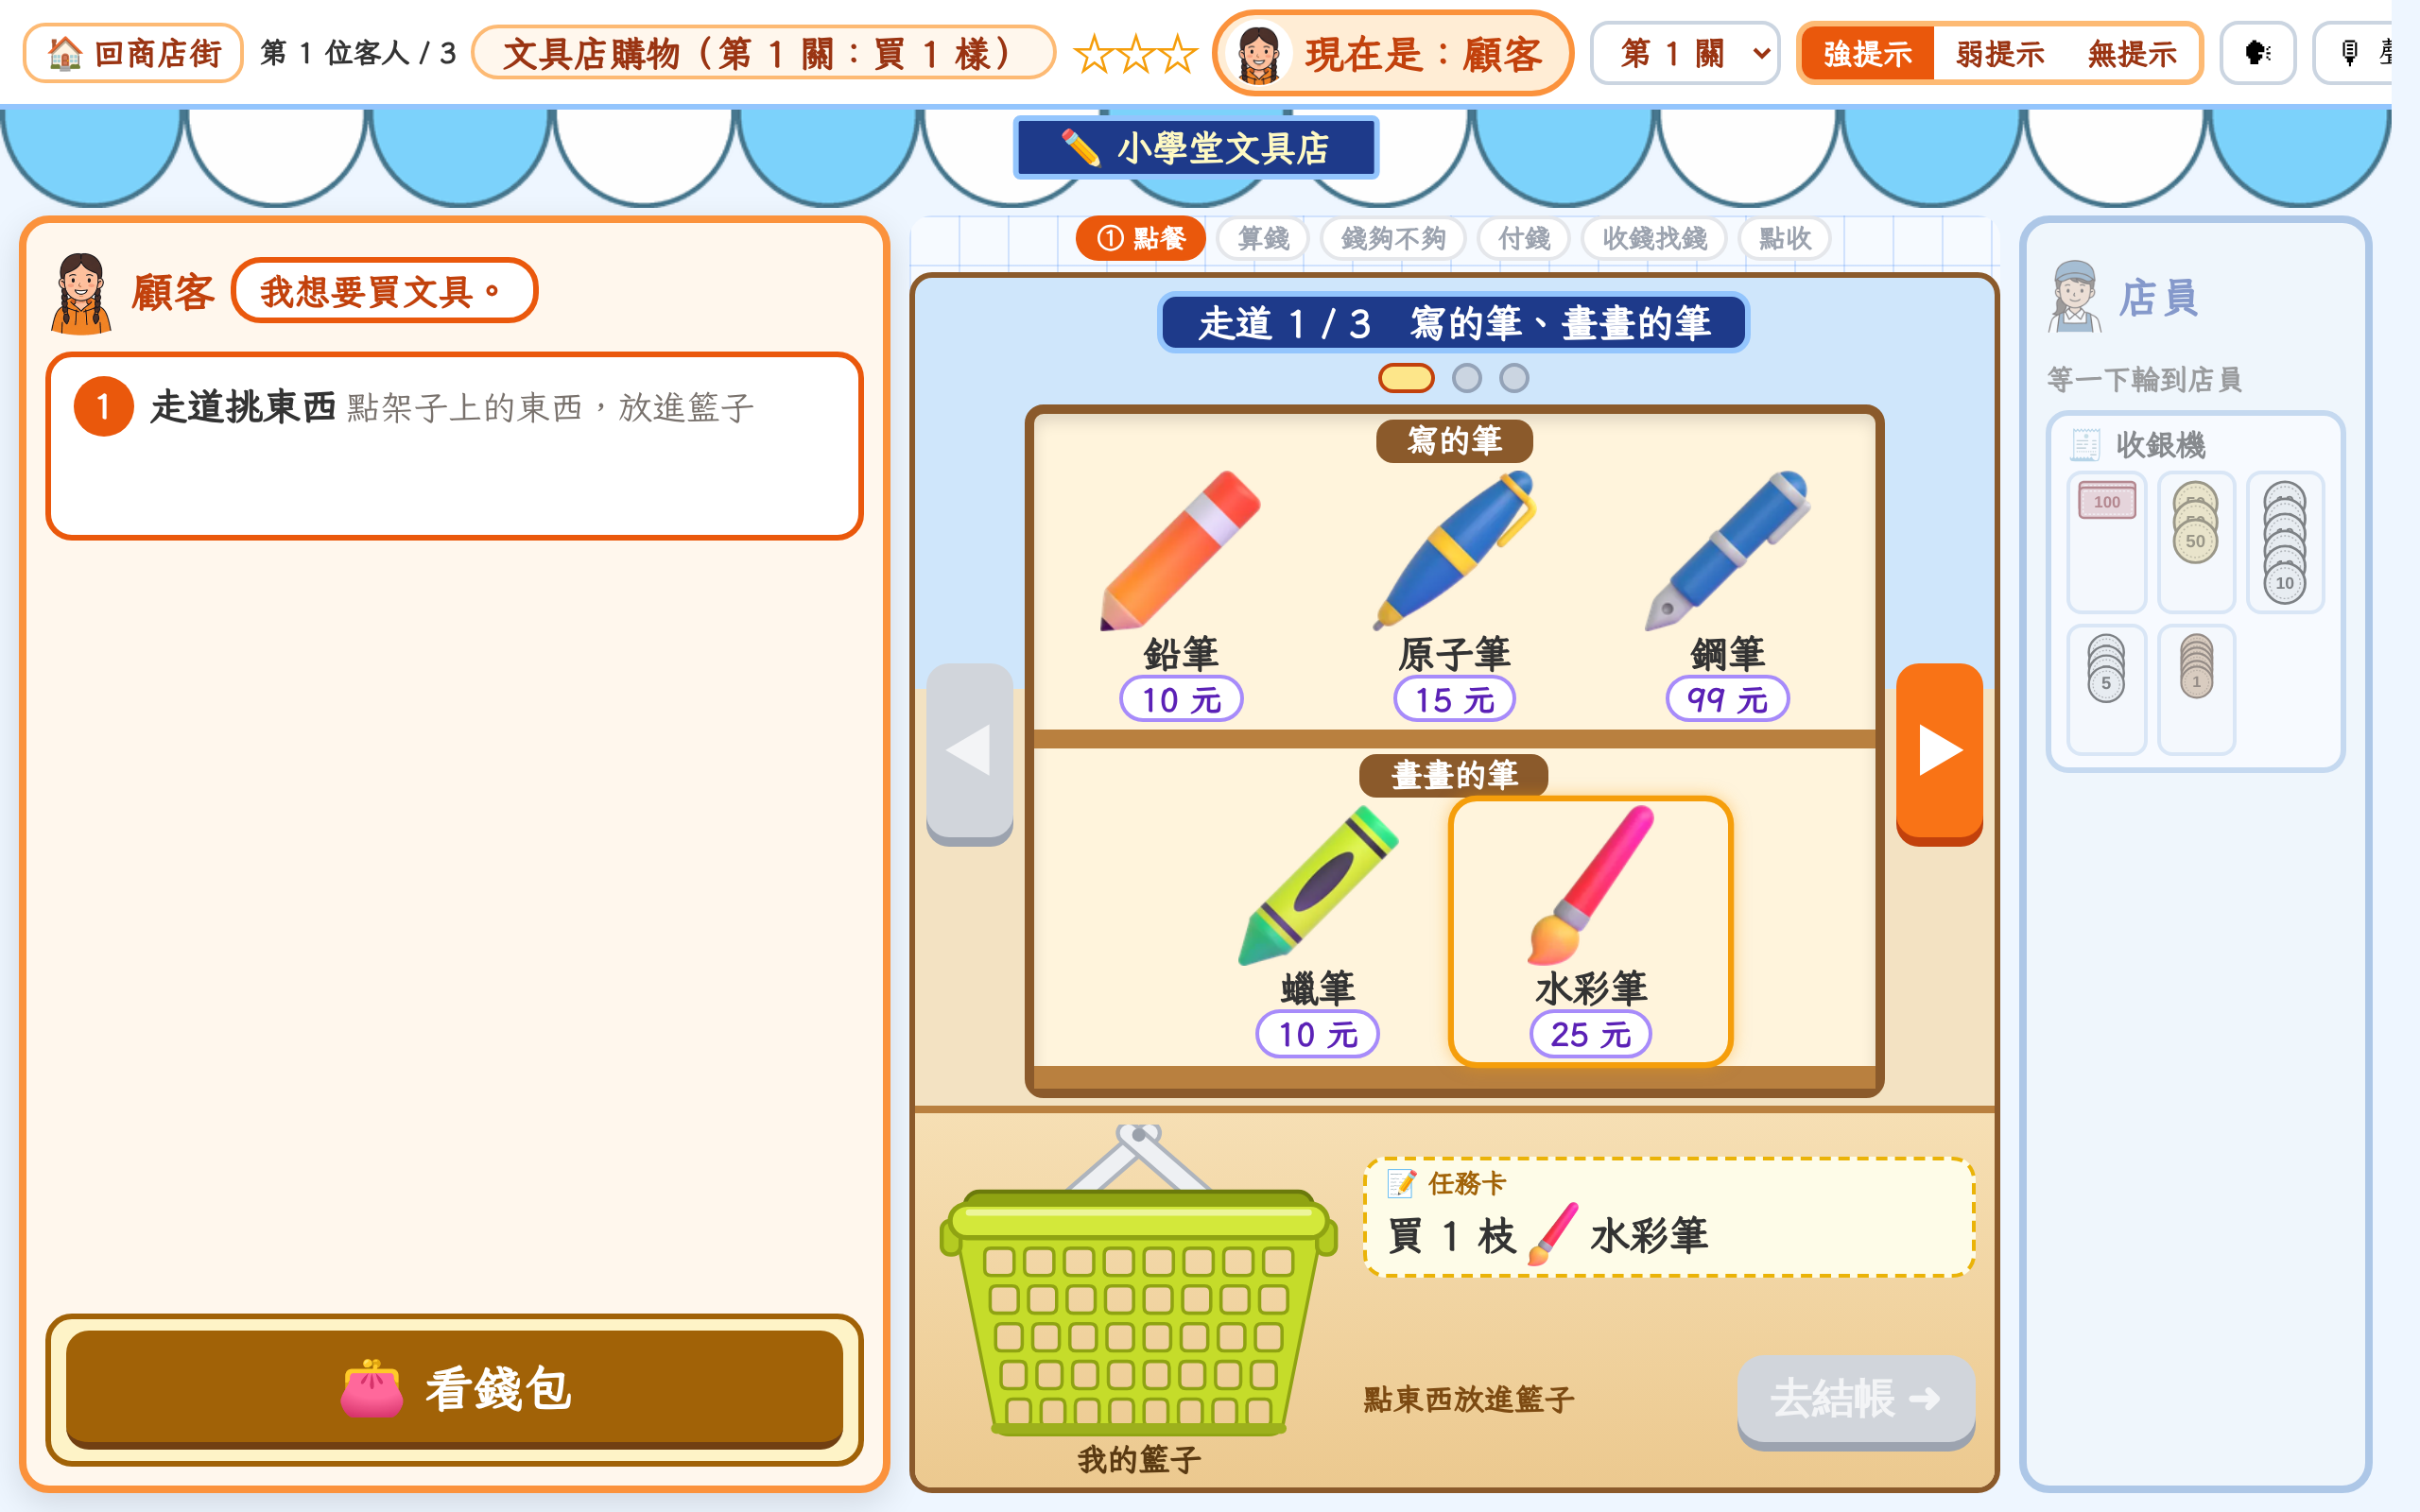 回商店街 第 1 位客人 / 3 文具店購物（第 1 關：買 1 樣） 現在是：顧客 第 1 關 強提示 弱提示 無提示
小學堂文具店
顧客 我想要買文具。
1 走道挑東西 點架子上的東西，放進籃子
看錢包
① 點餐 算錢 錢夠不夠 付錢 收錢找錢 點收
走道 1 / 3 寫的筆、畫畫的筆
寫的筆
鉛筆 原子筆 鋼筆
10 元 15 元 99 元
畫畫的筆
蠟筆 水彩筆
10 元 25 元
任務卡
買 1 枝 水彩筆
點東西放進籃子 去結帳 ➜
我的籃子
店員
等一下輪到店員
收銀機
100 50 10
5 1